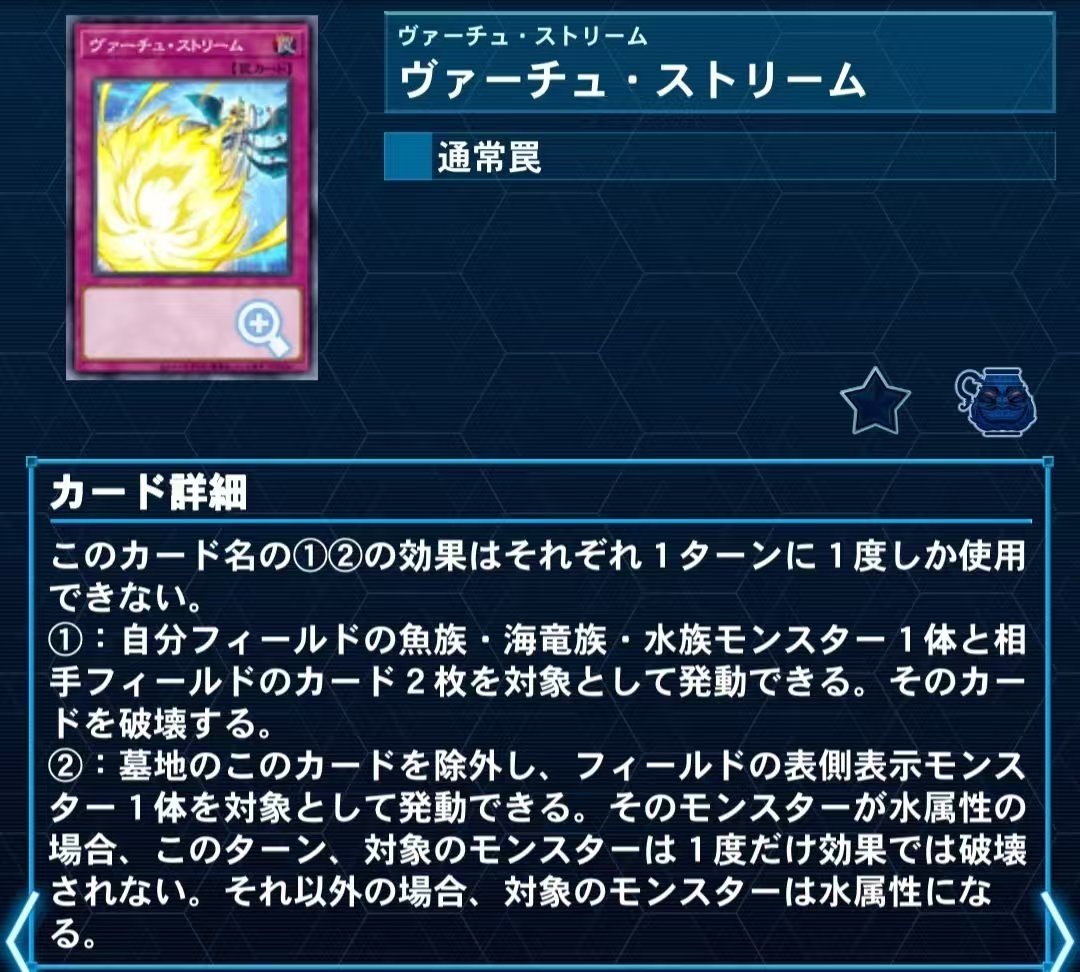 ヴァーチュ・ストリーム
【罠カード】
ヴァーチュ・ストリーム
ヴァーチュ・ストリーム
通常罠
カード詳細
このカード名の①②の効果はそれぞれ１ターンに１度しか使用
できない。
①：自分フィールドの魚族・海竜族・水族モンスター１体と相
手フィールドのカード２枚を対象として発動できる。そのカー
ドを破壊する。
②：墓地のこのカードを除外し、フィールドの表側表示モンス
ター１体を対象として発動できる。そのモンスターが水属性の
場合、このターン、対象のモンスターは１度だけ効果では破壊
されない。それ以外の場合、対象のモンスターは水属性にな
る。